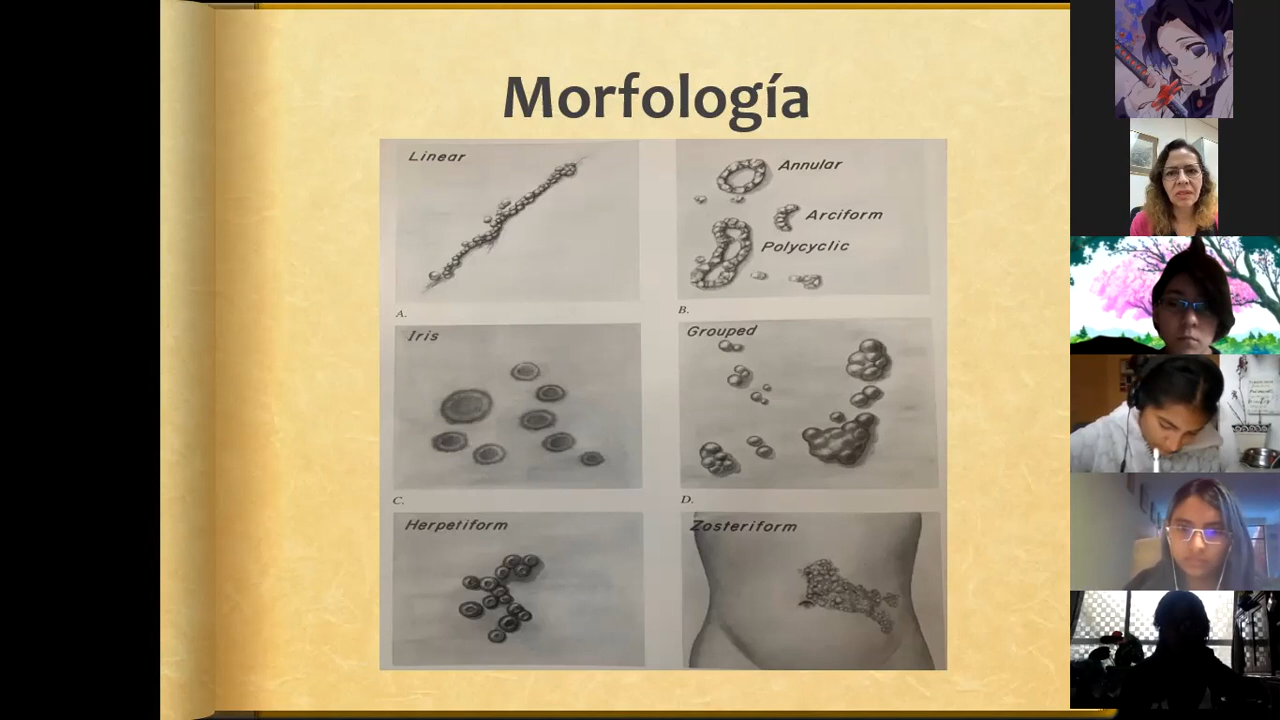 Morfología
Linear
Annular
Arciform
Polycyclic
A.
B.
Iris
Grouped
C.
D.
Herpetiform
Zosteriform